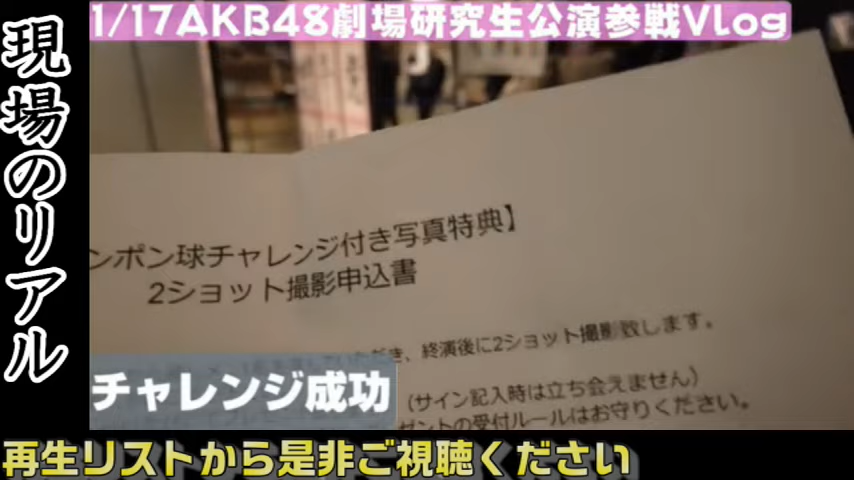 1/17AKB48劇場研究生公演参戦Vlog
現場のリアル
ンポン球チャレンジ付き写真特典】
2ショット撮影申込書
き、終演後に2ショット撮影致します。
チャレンジ成功
(サイン記入時は立ち会えません)
ントの受付ルールはお守りください。
再生リストから是非ご視聴ください